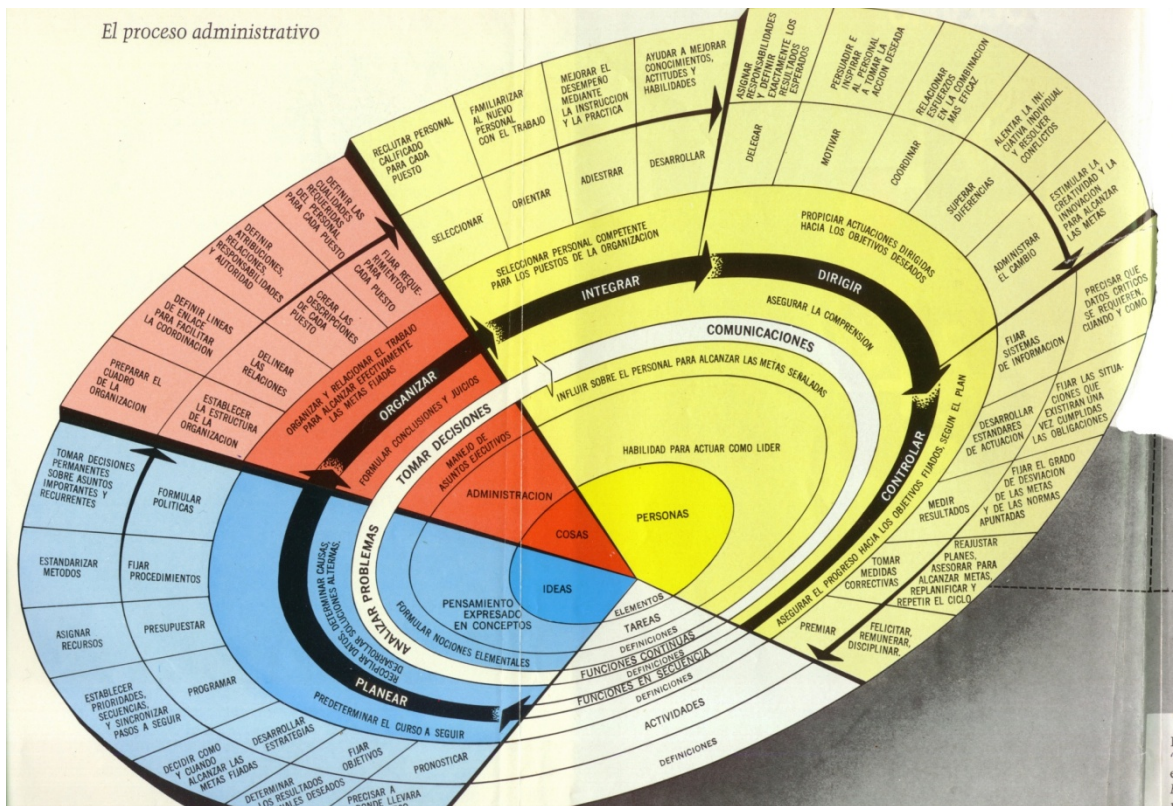 El proceso administrativo
RECLUTAR PERSONAL
CALIFICADO
PARA CADA
PUESTO
FAMILIARIZAR
AL NUEVO
PERSONAL
CON EL TRABAJO
MEJORAR EL
DESEMPEÑO
MEDIANTE
LA INSTRUCCION
Y LA PRACTICA
AYUDAR A MEJORAR
CONOCIMIENTOS,
ACTITUDES Y
HABILIDADES
ASIGNAR
RESPONSABILIDADES
Y DEFINIR
EXACTAMENTE LOS
RESULTADOS
ESPERADOS
PERSUADIR E
INSPIRAR
AL PERSONAL
A TOMAR LA
ACCION DESEADA
RELACIONAR
ESFUERZOS
EN LA COMBINACION
MAS EFICAZ
ALENTAR LA INI-
CIATIVA INDIVIDUAL
Y RESOLVER
CONFLICTOS
ESTIMULAR LA
CREATIVIDAD Y LA
INNOVACION
PARA ALCANZAR
LAS METAS
SELECCIONAR
ORIENTAR
ADIESTRAR
DESARROLLAR
DELEGAR
MOTIVAR
COORDINAR
SUPERAR
DIFERENCIAS
ADMINISTRAR
EL CAMBIO
SELECCIONAR PERSONAL COMPETENTE
PARA LOS PUESTOS DE LA ORGANIZACION
PROPICIAR ACTUACIONES DIRIGIDAS
HACIA LOS OBJETIVOS DESEADOS
INTEGRAR
DIRIGIR
ASEGURAR LA COMPRENSION
COMUNICACIONES
INFLUIR SOBRE EL PERSONAL PARA ALCANZAR LAS METAS SEÑALADAS
HABILIDAD PARA ACTUAR COMO LIDER
PERSONAS
PRECISAR QUE
DATOS CRITICOS
SE REQUIEREN,
CUANDO Y COMO
FIJAR
SISTEMAS
DE INFORMACION
FIJAR LAS SITUA-
CIONES QUE
EXISTIRAN UNA
VEZ CUMPLIDAS
LAS OBLIGACIONES
DESARROLLAR
ESTANDARES
DE ACTUACION
FIJAR EL GRADO
DE DESVIACION
DE LAS METAS
Y DE LAS NORMAS
APUNTADAS
MEDIR
RESULTADOS
REAJUSTAR
PLANES,
ASESORAR PARA
ALCANZAR METAS,
REPLANIFICAR Y
REPETIR EL CICLO
TOMAR
MEDIDAS
CORRECTIVAS
FELICITAR,
REMUNERAR,
DISCIPLINAR.
PREMIAR
CONTROLAR
ASEGURAR EL PROGRESO HACIA LOS OBJETIVOS FIJADOS, SEGUN EL PLAN
DEFINIR LAS
CUALIDADES
REQUERIDAS
DEL PERSONAL
PARA CADA PUESTO
DEFINIR
ATRIBUCIONES,
RELACIONES,
RESPONSABILIDADES
Y AUTORIDAD
DEFINIR LINEAS
DE ENLACE
PARA FACILITAR
LA COORDINACION
PREPARAR EL
CUADRO
DE LA
ORGANIZACION
FIJAR REQUE-
RIMIENTOS
PARA
CADA PUESTO
CREAR LAS
DESCRIPCIONES
DE CADA
PUESTO
DELINEAR
LAS
RELACIONES
ESTABLECER
LA ESTRUCTURA
DE LA
ORGANIZACION
ORGANIZAR Y RELACIONAR EL TRABAJO
PARA ALCANZAR EFECTIVAMENTE
LAS METAS FIJADAS
ORGANIZAR
FORMULAR CONCLUSIONES Y JUICIOS
TOMAR DECISIONES
MANEJO DE
ASUNTOS EJECUTIVOS
ADMINISTRACION
COSAS
TOMAR DECISIONES
PERMANENTES
SOBRE ASUNTOS
IMPORTANTES Y
RECURRENTES
FORMULAR
POLITICAS
ESTANDARIZAR
METODOS
FIJAR
PROCEDIMIENTOS
ASIGNAR
RECURSOS
PRESUPUESTAR
ESTABLECER
PRIORIDADES,
SECUENCIAS,
Y SINCRONIZAR
PASOS A SEGUIR
PROGRAMAR
DECIDIR COMO
Y CUANDO
ALCANZAR LAS
METAS FIJADAS
DESARROLLAR
ESTRATEGIAS
DETERMINAR
LOS RESULTADOS
DESEADOS
FIJAR
OBJETIVOS
PRECISAR A
LLEVARA
PRONOSTICAR
PLANEAR
PREDETERMINAR EL CURSO A SEGUIR
RECOPILAR DATOS, DETERMINAR CAUSAS,
DESARROLLAR SOLUCIONES ALTERNAS.
ANALIZAR PROBLEMAS
FORMULAR NOCIONES ELEMENTALES
PENSAMIENTO
EXPRESADO
EN CONCEPTOS
IDEAS
ELEMENTOS
TAREAS
DEFINICIONES
FUNCIONES CONTINUAS
DEFINICIONES
FUNCIONES EN SECUENCIA
DEFINICIONES
ACTIVIDADES
DEFINICIONES